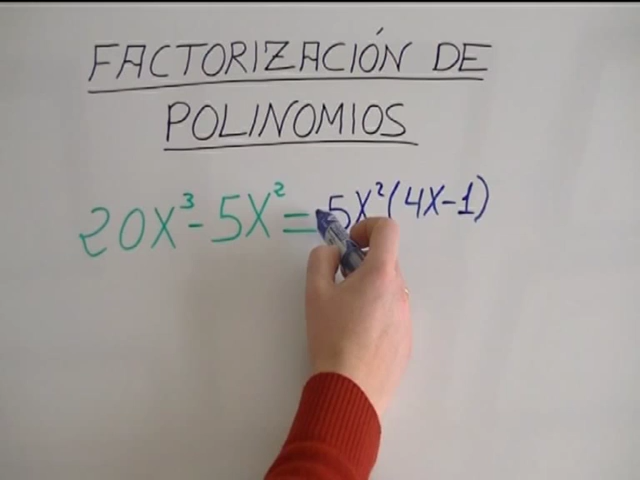 FACTORIZACIÓN DE
POLINOMIOS
20X³-5X²=5X²(4X-1)